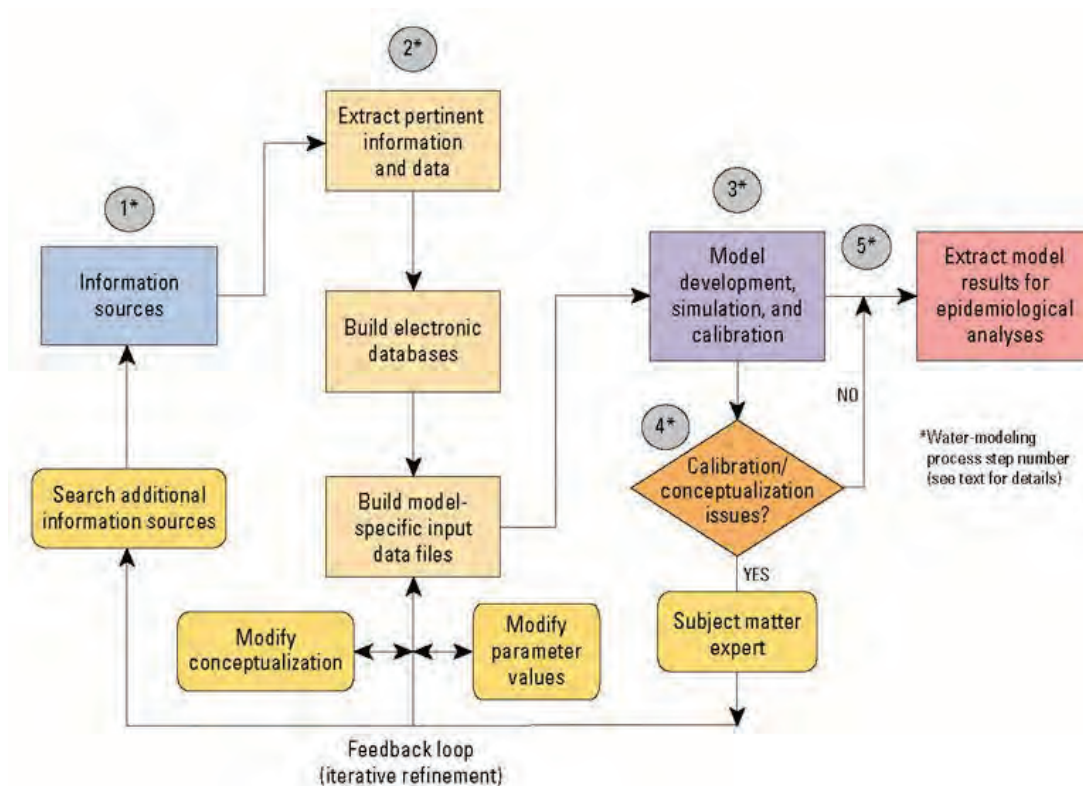 1*
Information
sources
2*
Extract pertinent
information
and data
Build electronic
databases
Build model-
specific input
data files
3*
Model
development,
simulation, and
calibration
5*
Extract model
results for
epidemiological
analyses
NO
4*
Calibration/
conceptualization
issues?
*Water-modeling
process step number
(see text for details)
YES
Subject matter
expert
Search additional
information sources
Modify
conceptualization
Modify
parameter
values
Feedback loop
(iterative refinement)